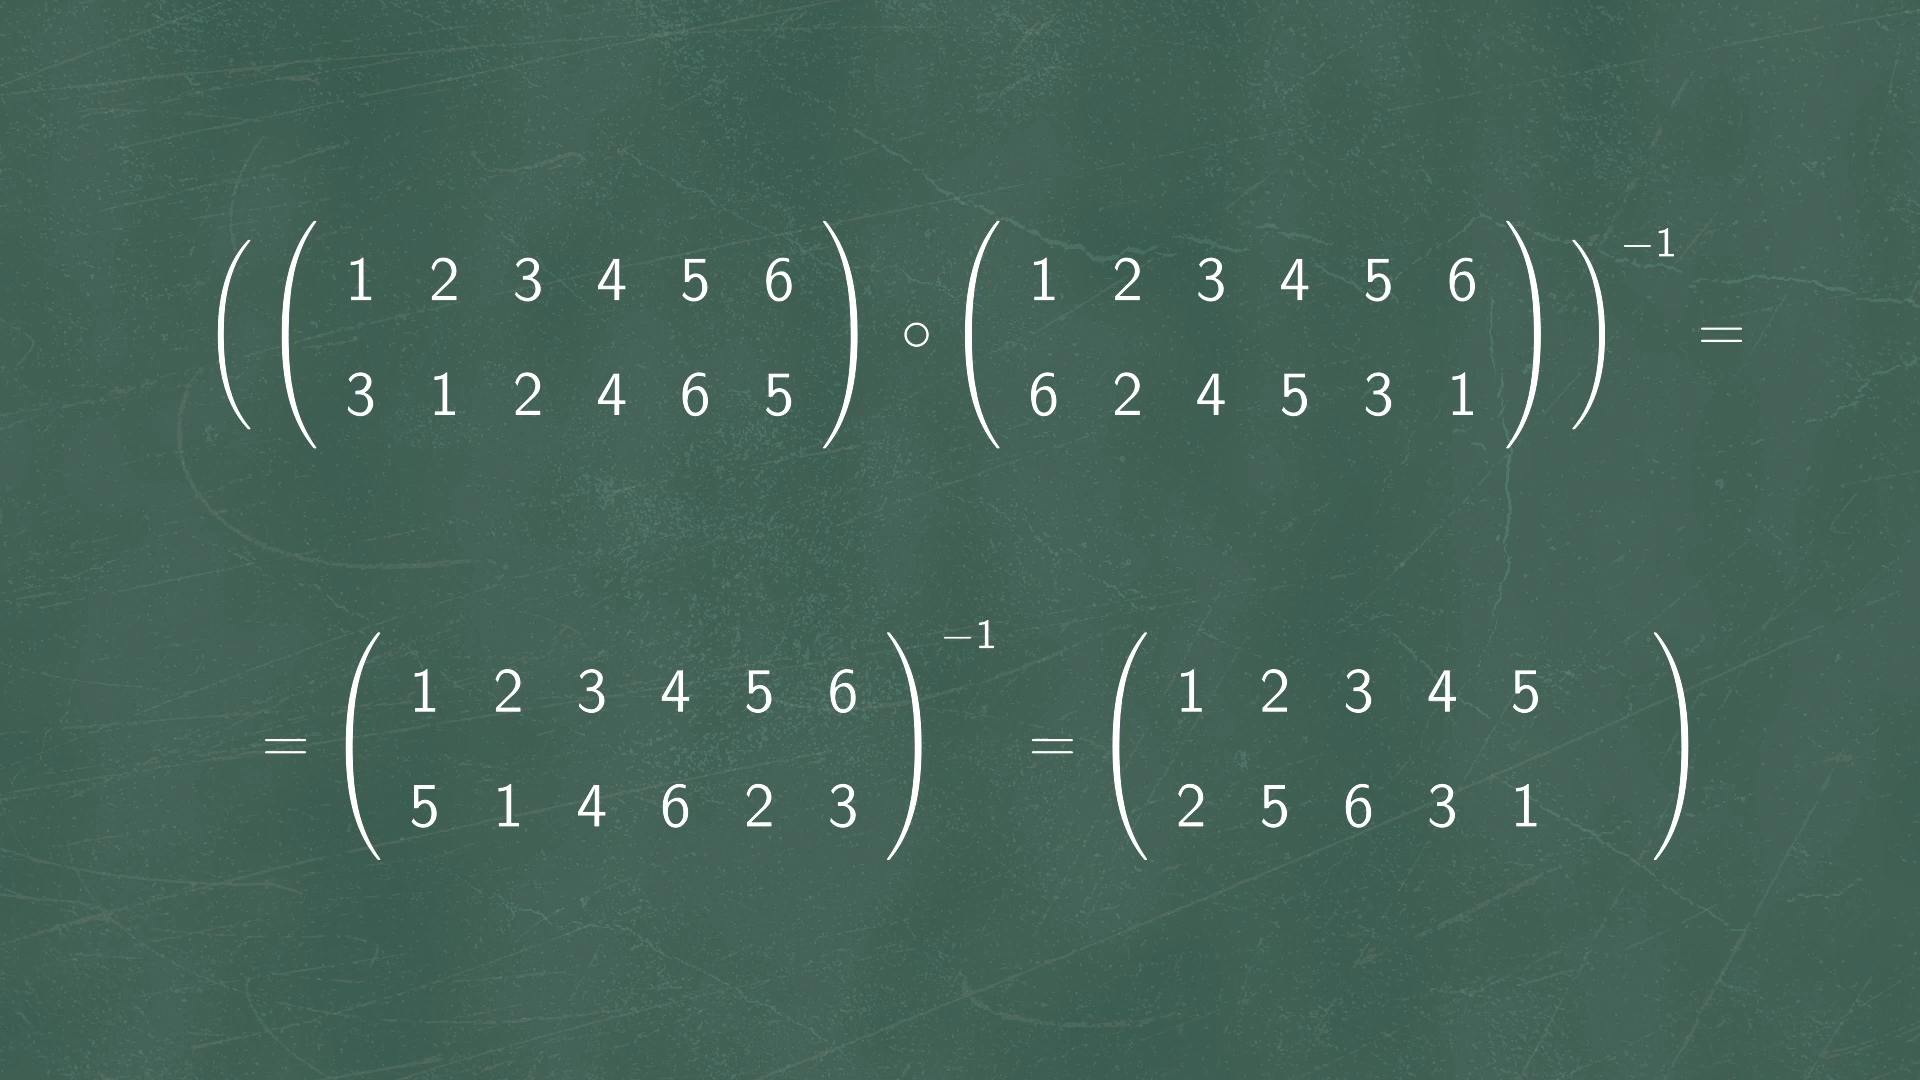 ( ( 1 2 3 4 5 6 ) ∘ ( 1 2 3 4 5 6 ) )⁻¹ =
3 1 2 4 6 5 6 2 4 5 3 1
= ( 1 2 3 4 5 6 )⁻¹ = ( 1 2 3 4 5 )
5 1 4 6 2 3 2 5 6 3 1